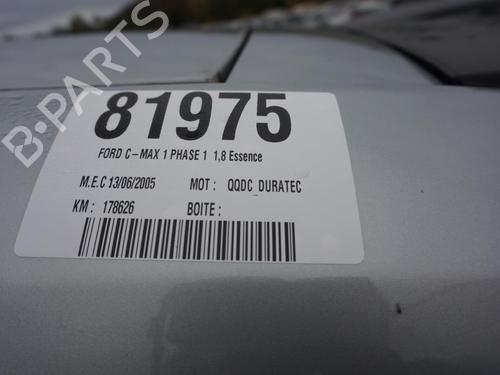 B-PARTS
81975
FORD C-MAX 1 PHASE 1 1,8 Essence
M.E.C 13/06/2005 MOT : QQDC_DURATEC
KM : 178626 BOITE :